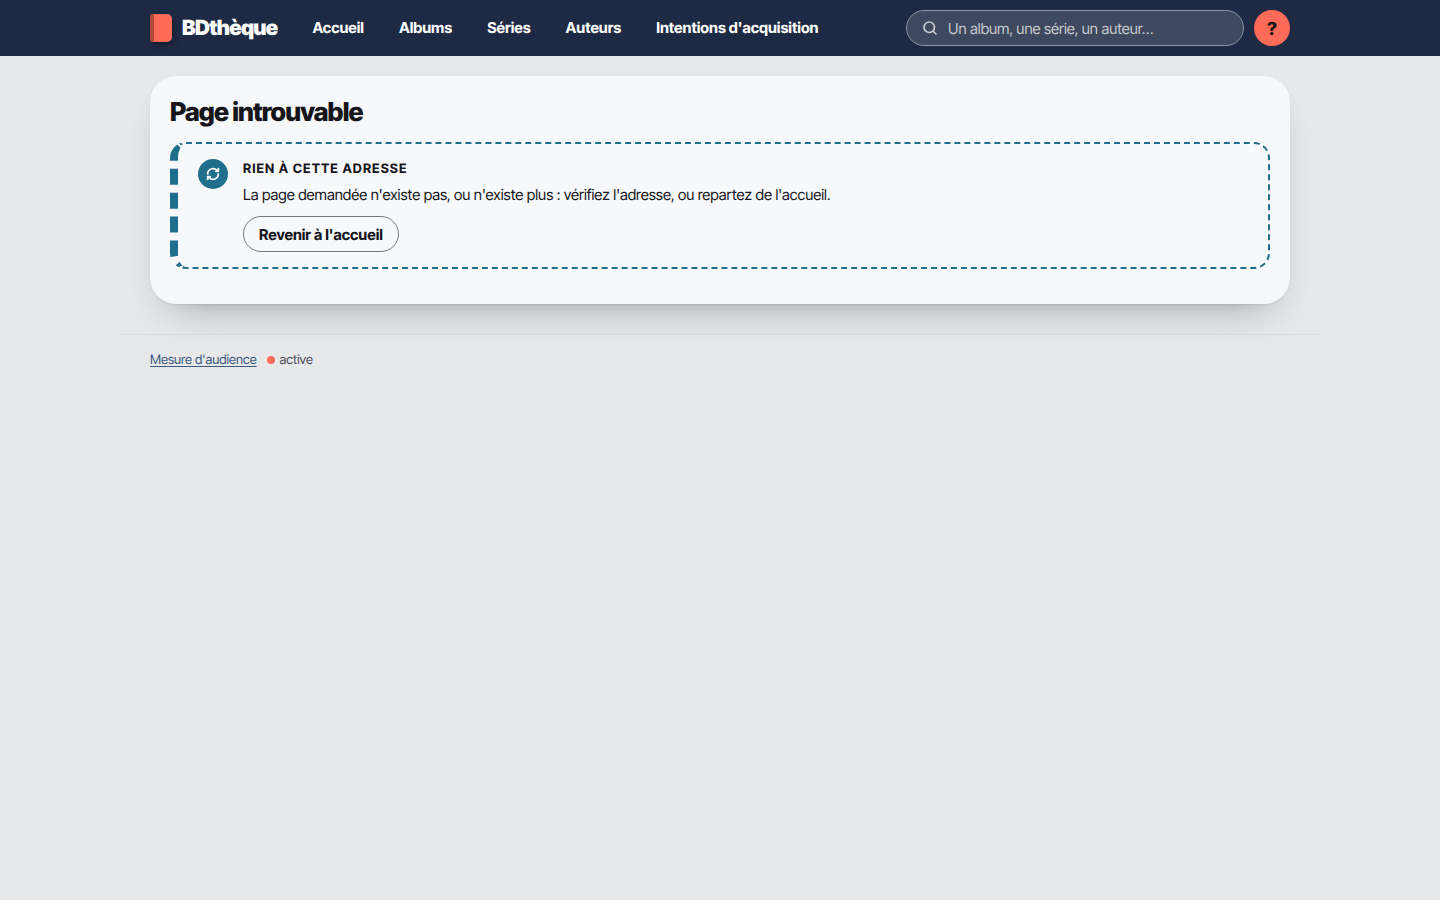 BDthèque
Accueil
Albums
Séries
Auteurs
Intentions d'acquisition
Un album, une série, un auteur...
?
Page introuvable
RIEN À CETTE ADRESSE
La page demandée n'existe pas, ou n'existe plus : vérifiez l'adresse, ou repartez de l'accueil.
Revenir à l'accueil
Mesure d'audience
active